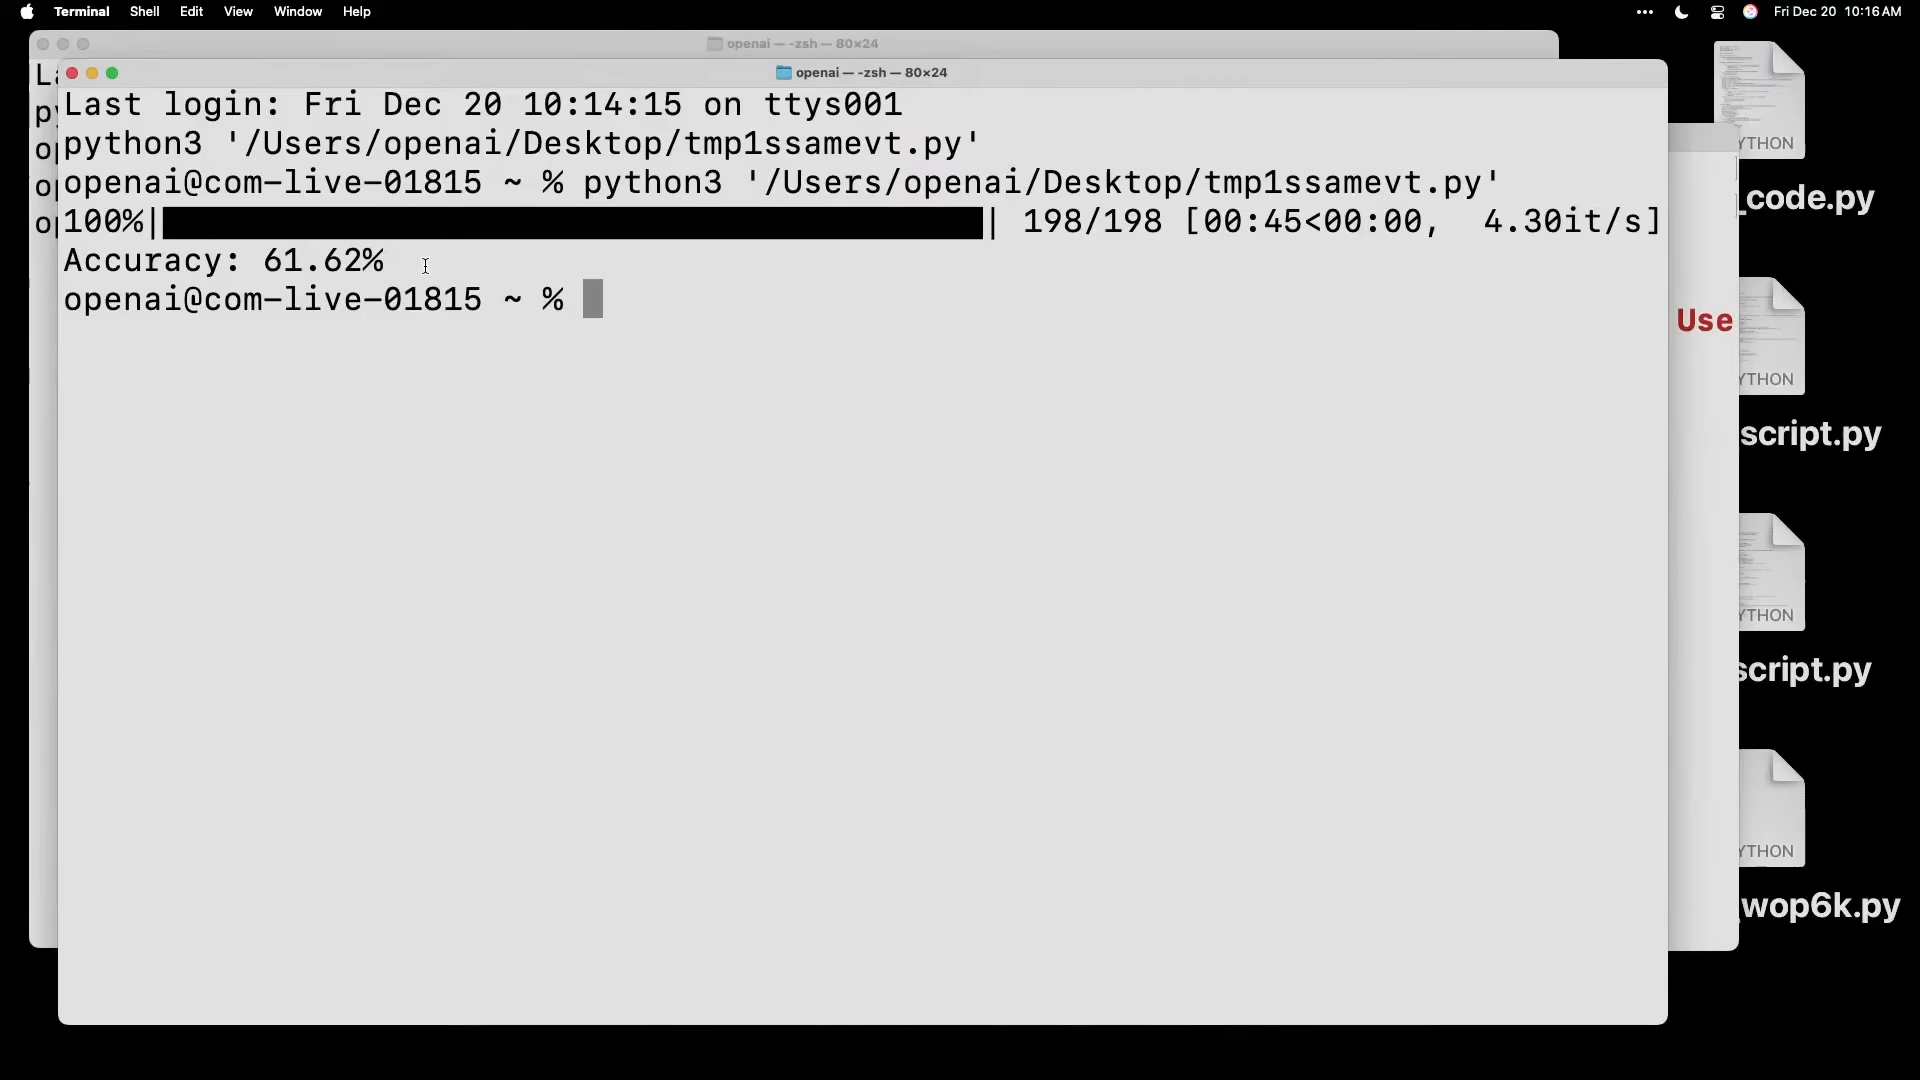 Terminal Shell Edit View Window Help
Fri Dec 20 10:16 AM
openai — -zsh — 80×24
openai — -zsh — 80×24
Last login: Fri Dec 20 10:14:15 on ttys001
python3 '/Users/openai/Desktop/tmp1ssamevt.py'
openai@com-live-01815 ~ % python3 '/Users/openai/Desktop/tmp1ssamevt.py'
100%|| 198/198 [00:45<00:00, 4.30it/s]
Accuracy: 61.62%
openai@com-live-01815 ~ %
Use
YTHON
_code.py
YTHON
script.py
YTHON
script.py
YTHON
wop6k.py